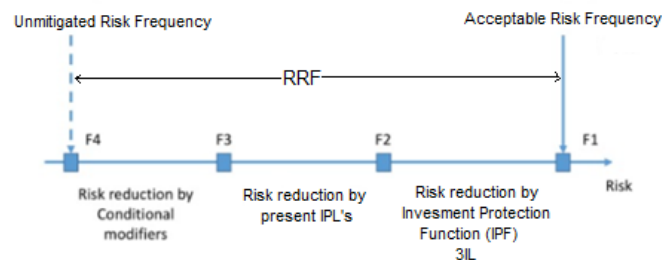 Unmitigated Risk Frequency
Acceptable Risk Frequency
RRF
F4
F3
F2
F1
Risk
Risk reduction by
Conditional
modifiers
Risk reduction by
present IPL's
Risk reduction by
Invesment Protection
Function (IPF)
3IL